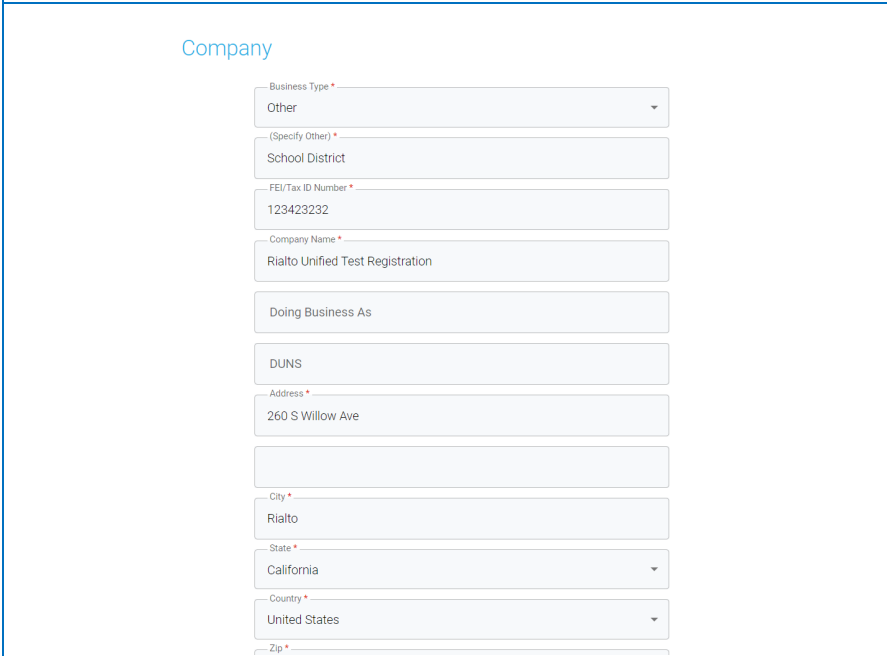 Company
Business Type *
Other
(Specify Other) *
School District
FEI/Tax ID Number *
123423232
Company Name *
Rialto Unified Test Registration
Doing Business As
DUNS
Address *
260 S Willow Ave
City *
Rialto
State *
California
Country *
United States
Zip *